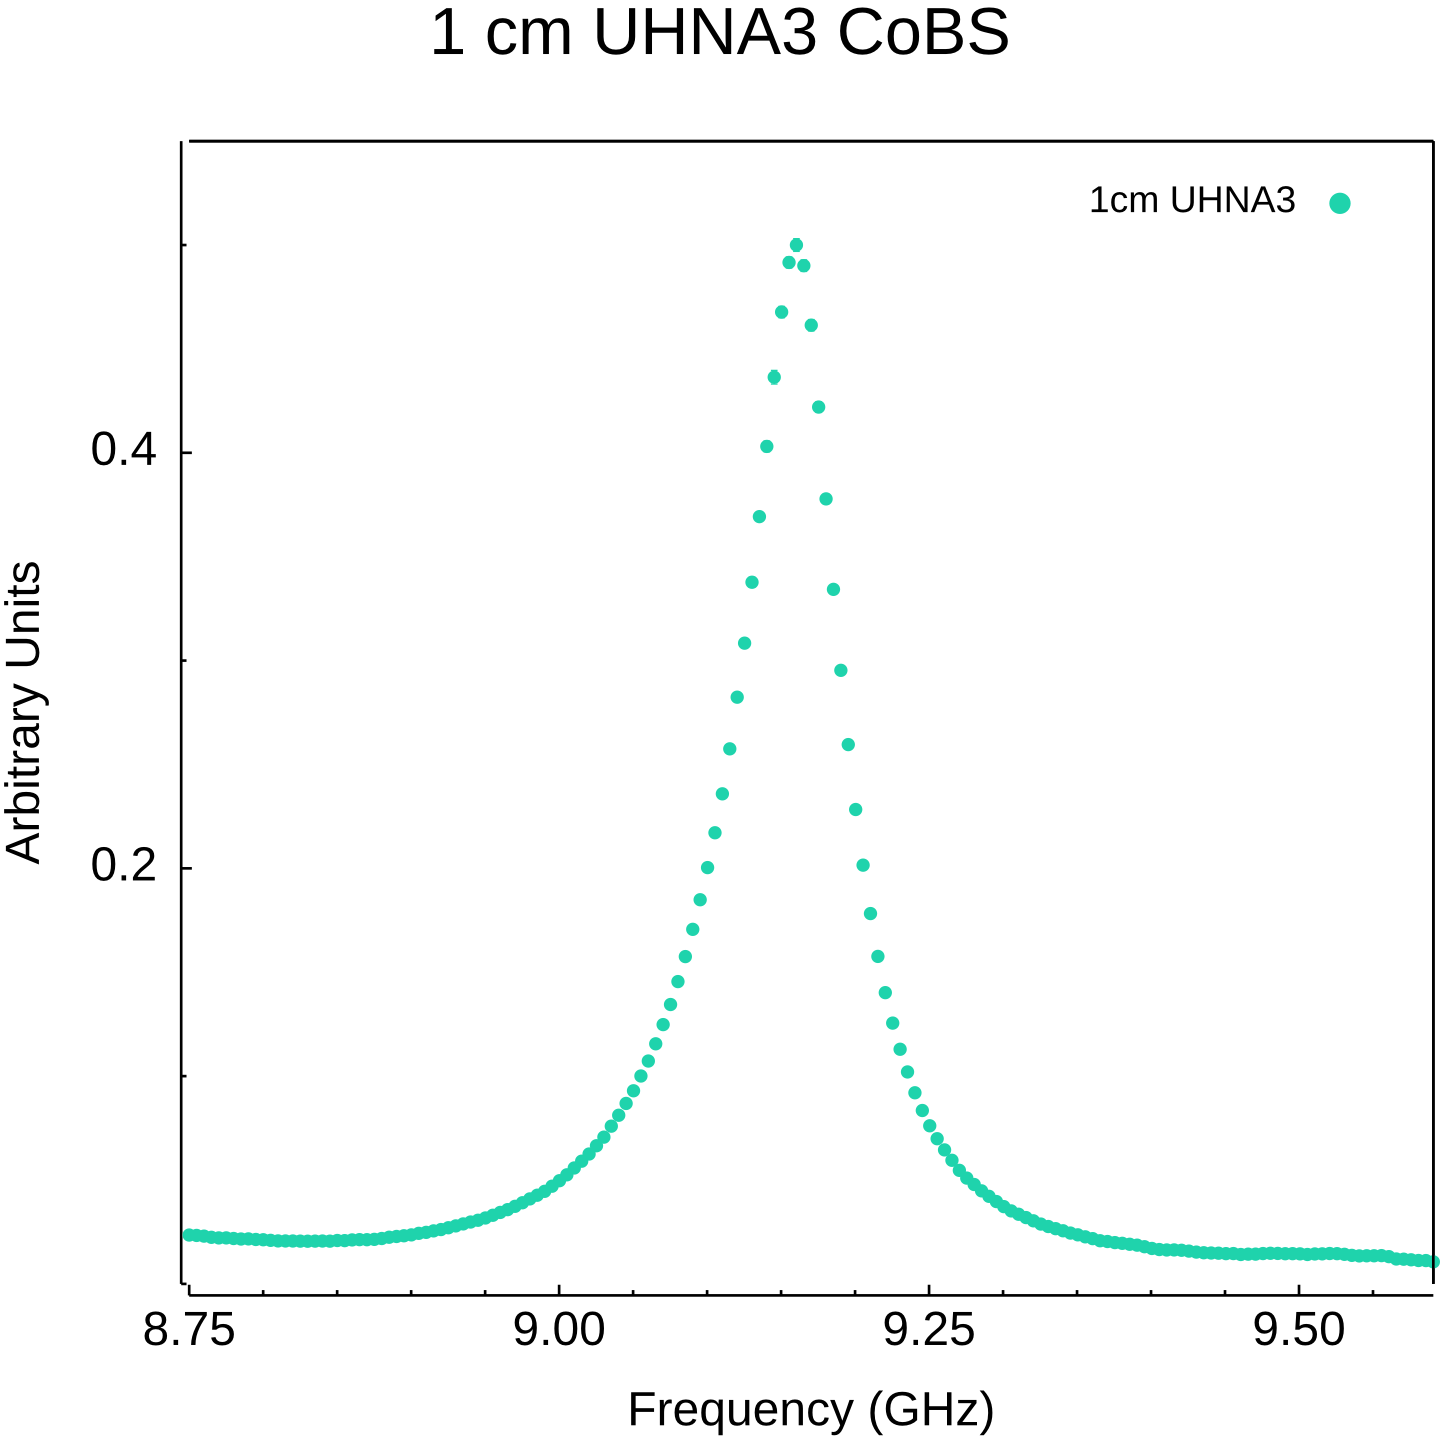 1 cm UHNA3 CoBS
1cm UHNA3
0.4
0.2
Arbitrary Units
8.75 9.00 9.25 9.50
Frequency (GHz)